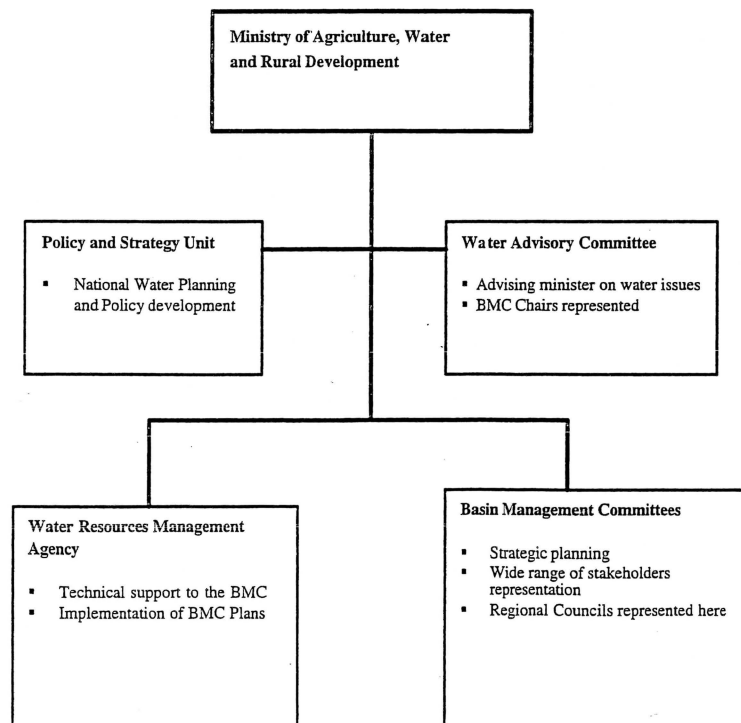 Ministry of Agriculture, Water
and Rural Development
Policy and Strategy Unit
▪ National Water Planning
and Policy development
Water Advisory Committee
▪ Advising minister on water issues
▪ BMC Chairs represented
Water Resources Management
Agency
▪ Technical support to the BMC
▪ Implementation of BMC Plans
Basin Management Committees
▪ Strategic planning
▪ Wide range of stakeholders
representation
▪ Regional Councils represented here